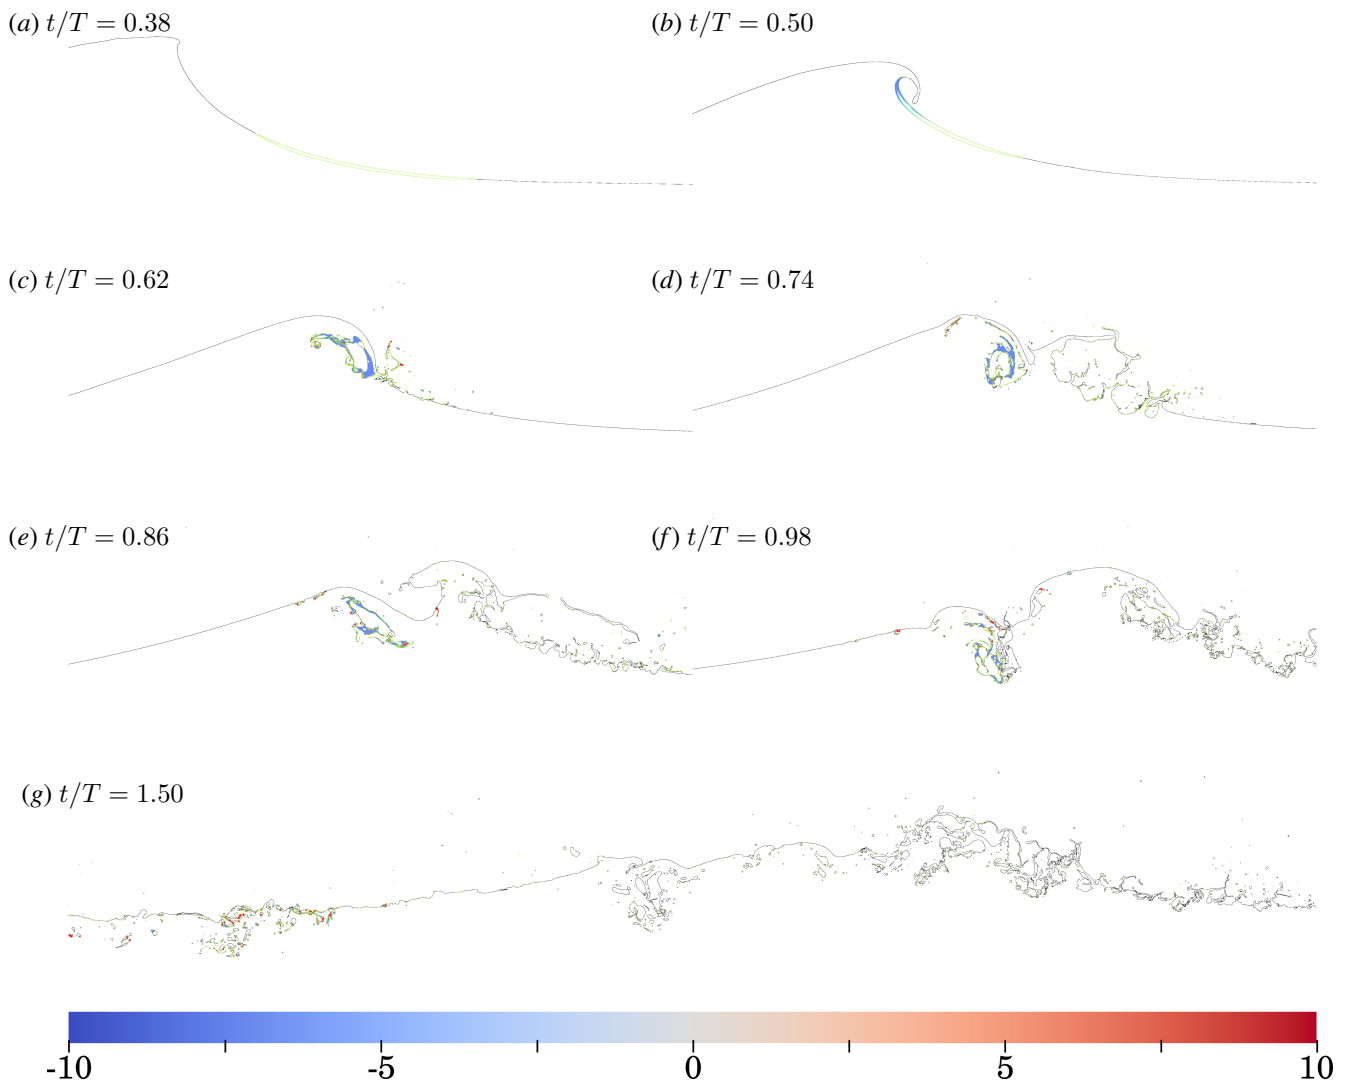 (a) t/T = 0.38
(b) t/T = 0.50
(c) t/T = 0.62
(d) t/T = 0.74
(e) t/T = 0.86
(f) t/T = 0.98
(g) t/T = 1.50
-10 -5 0 5 10